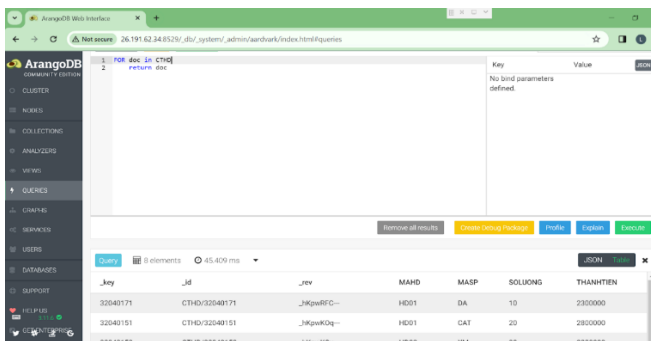 ArangoDB Web Interface
Not secure 26.191.62.34:8529/_db/_system/_admin/aardvark/index.html#queries
ArangoDB
COMMUNITY EDITION
CLUSTER
NODES
COLLECTIONS
ANALYZERS
VIEWS
QUERIES
GRAPHS
SERVICES
USERS
DATABASES
SUPPORT
HELP US
1 FOR doc in CTHD
2 return doc
Key Value JSON
No bind parameters
defined.
Remove all results Create Debug Package Profile Explain Execute
Query 8 elements 45.409 ms JSON Table
_key _id _rev MAHD MASP SOLUONG THANHTIEN
32040171 CTHD/32040171 _hKpwRFC--- HD01 DA 10 2300000
32040151 CTHD/32040151 _hKpwKOq--- HD01 CAT 20 2800000